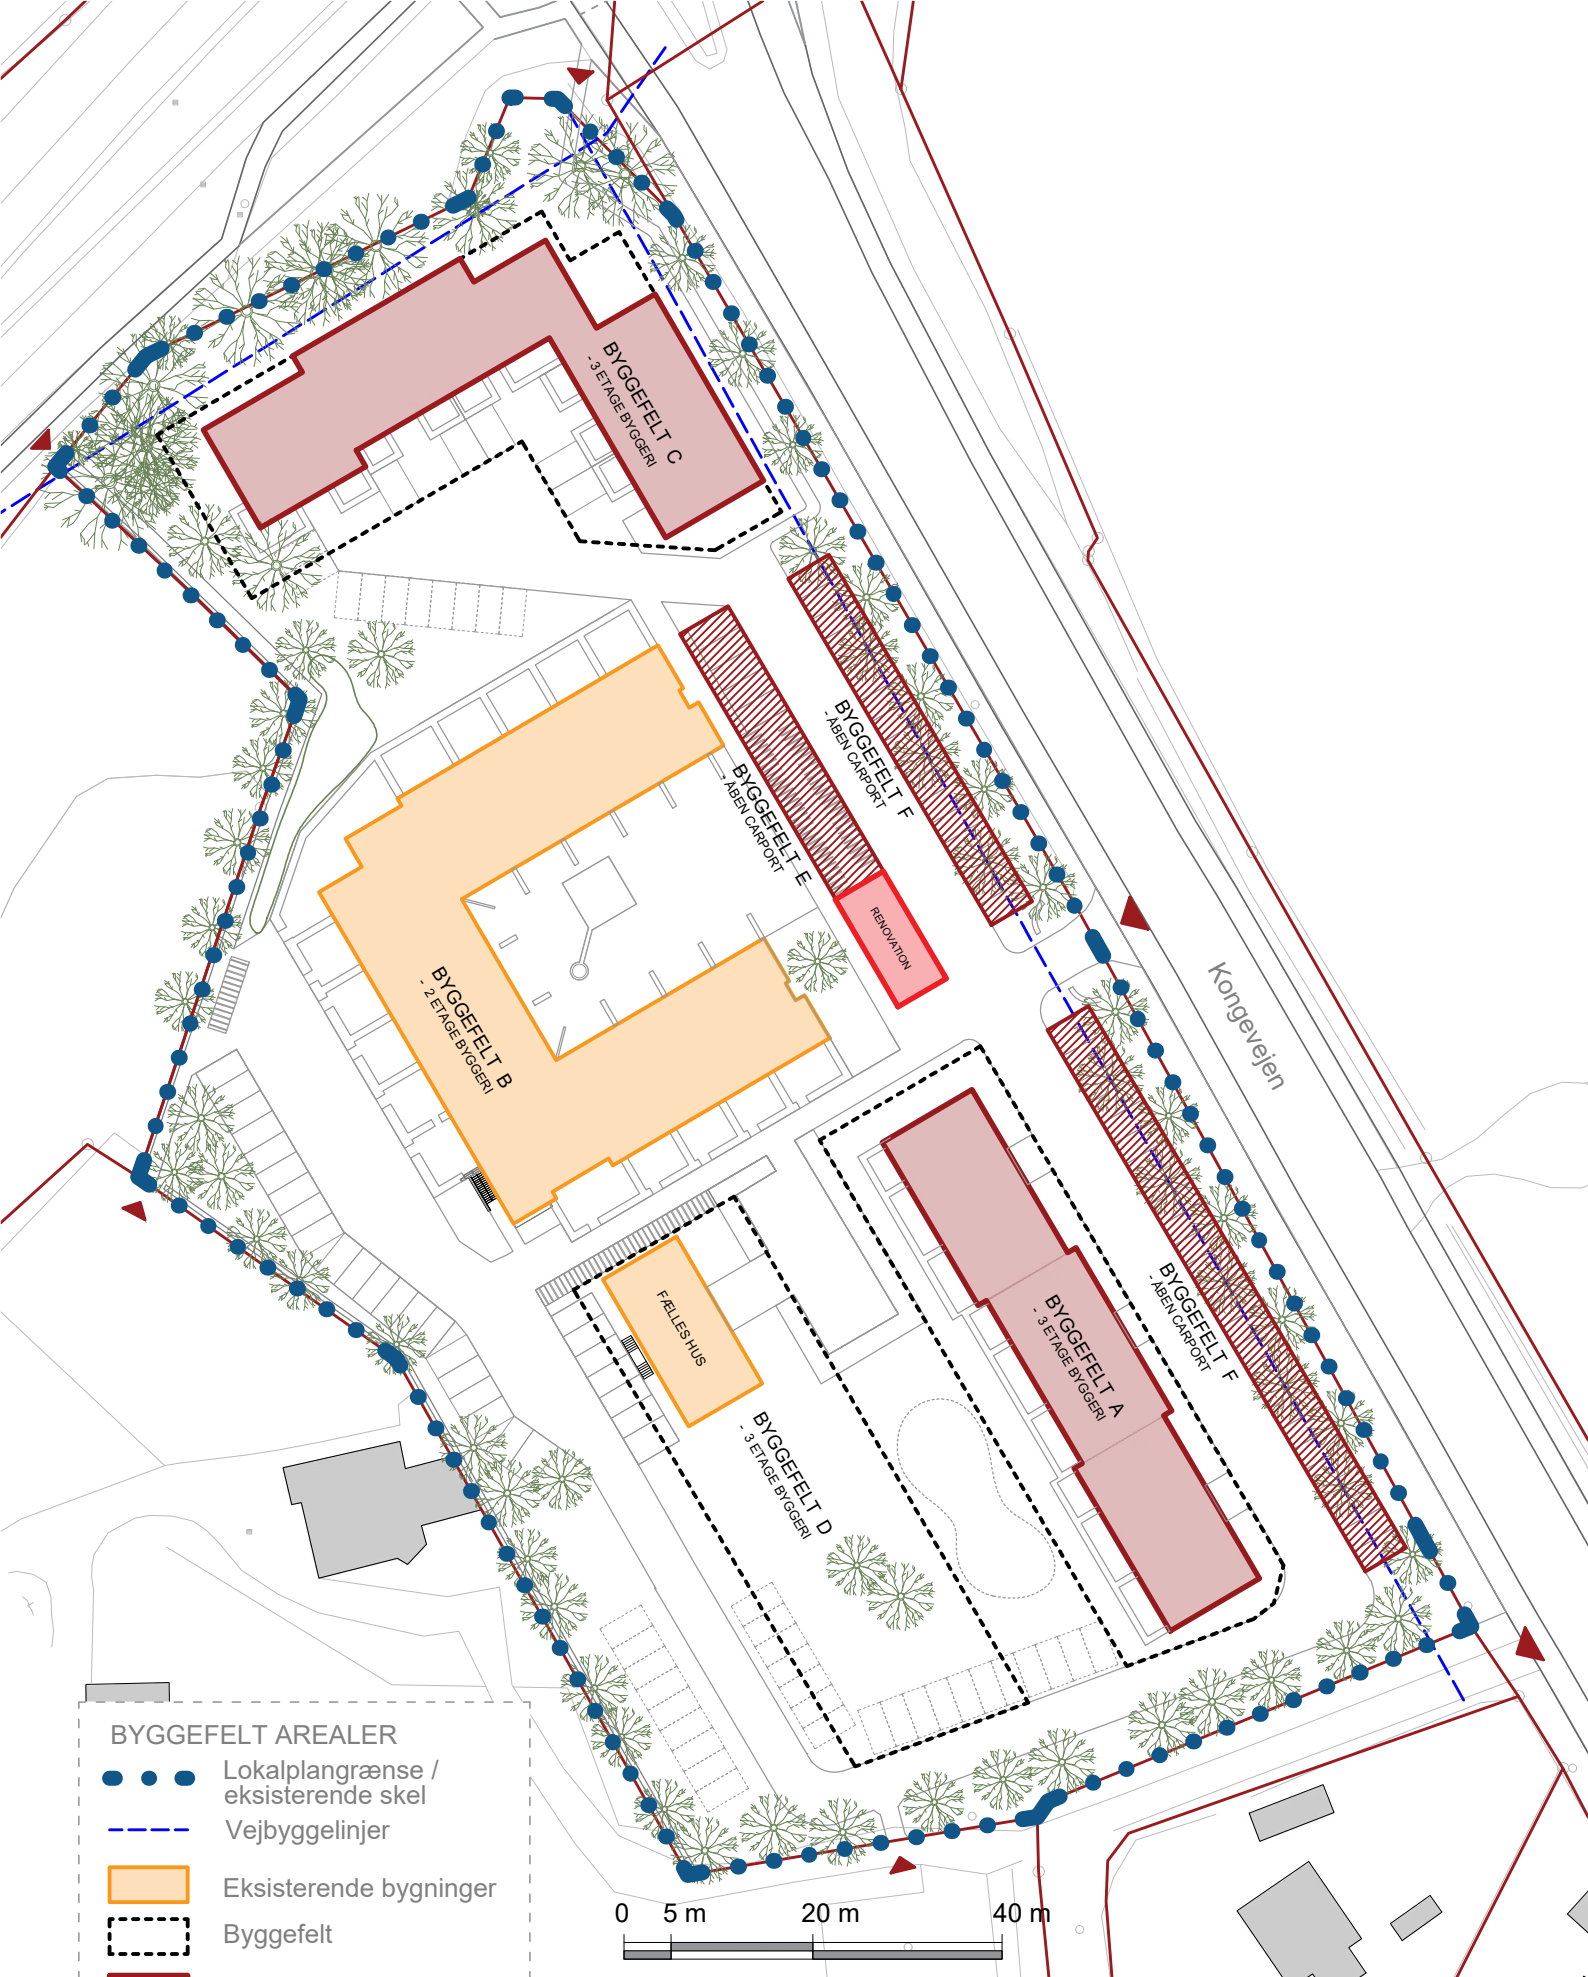 BYGGEFELT C
- 3 ETAGE BYGGERI
BYGGEFELT F
- ÅBEN CARPORT
BYGGEFELT E
- ÅBEN CARPORT
RENOVATION
BYGGEFELT B
- 2 ETAGE BYGGERI
Kongevejen
BYGGEFELT F
- ÅBEN CARPORT
FÆLLES HUS
BYGGEFELT A
- 3 ETAGE BYGGERI
BYGGEFELT D
- 3 ETAGE BYGGERI
BYGGEFELT AREALER
Lokalplangrænse /
eksisterende skel
Vejbyggelinjer
Eksisterende bygninger
Byggefelt
0 5 m 20 m 40 m